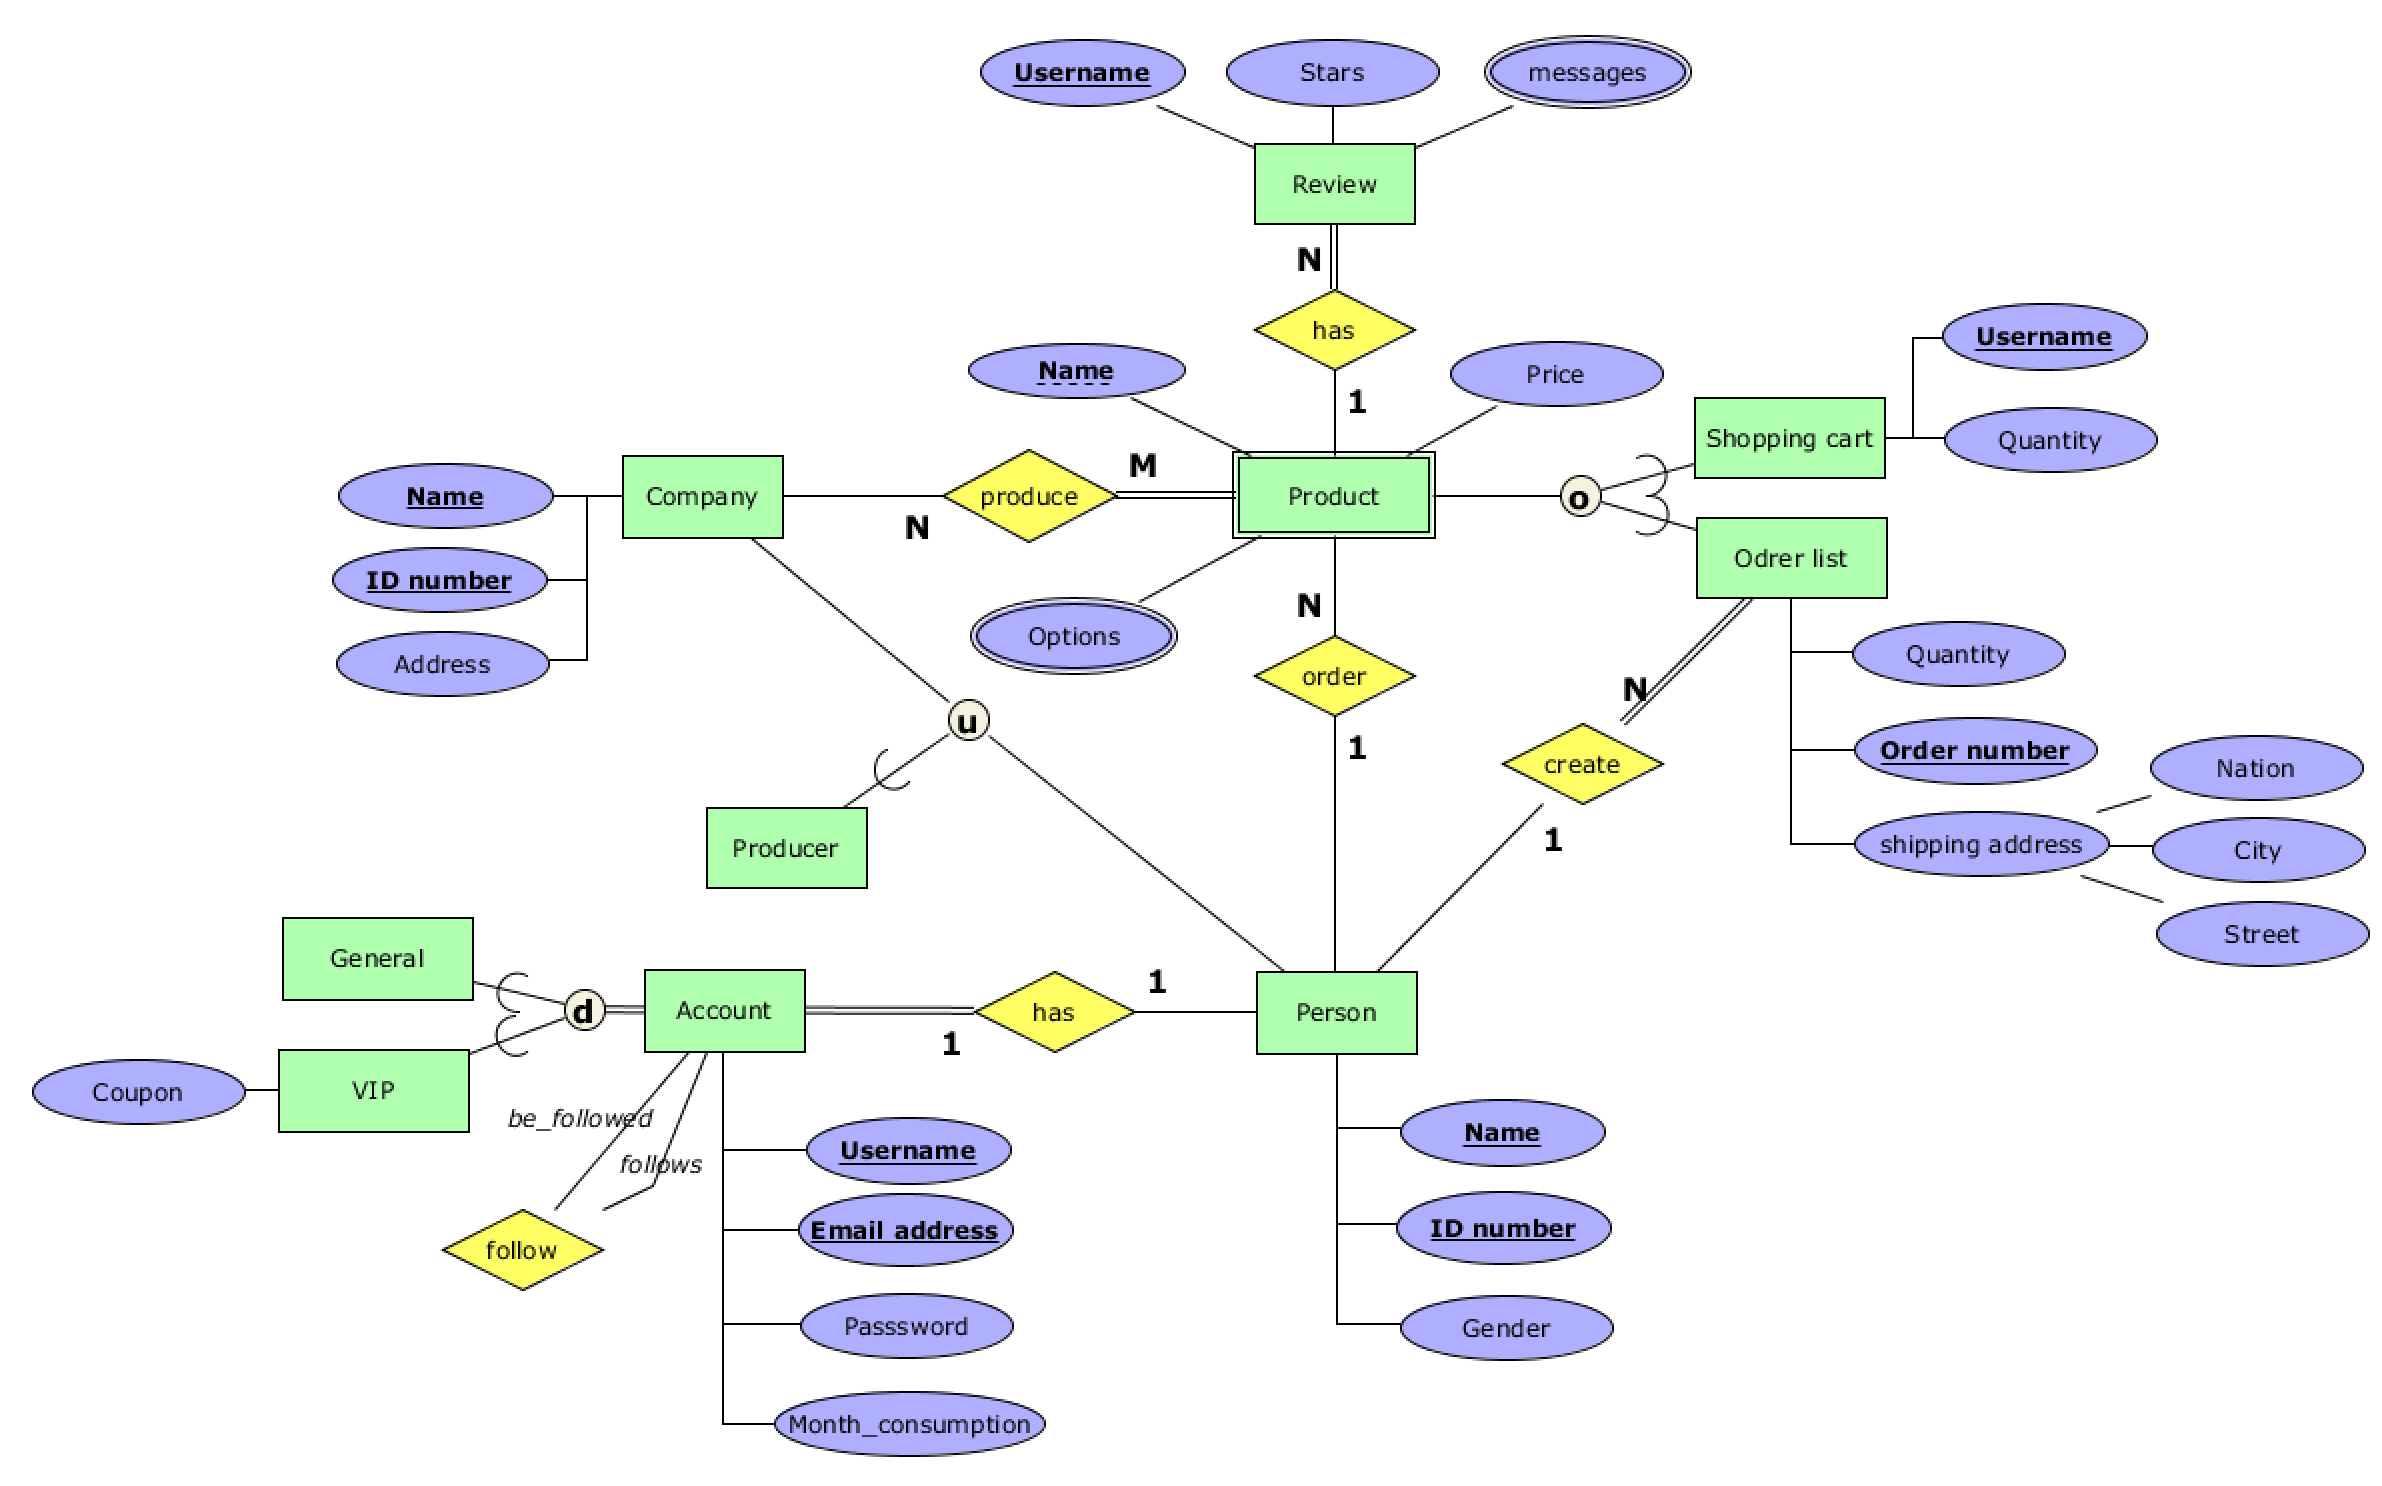 Username
Stars
messages
Review
N
has
1
Name
Price
Username
Shopping cart
Quantity
Name
Company
N
produce
M
Product
o
Odrer list
ID number
Address
Options
N
order
1
Quantity
N
Order number
create
1
Nation
shipping address
City
Street
u
Producer
General
d
Account
1
has
1
Person
Coupon
VIP
be_followed
follows
follow
Username
Email address
Passsword
Month_consumption
Name
ID number
Gender